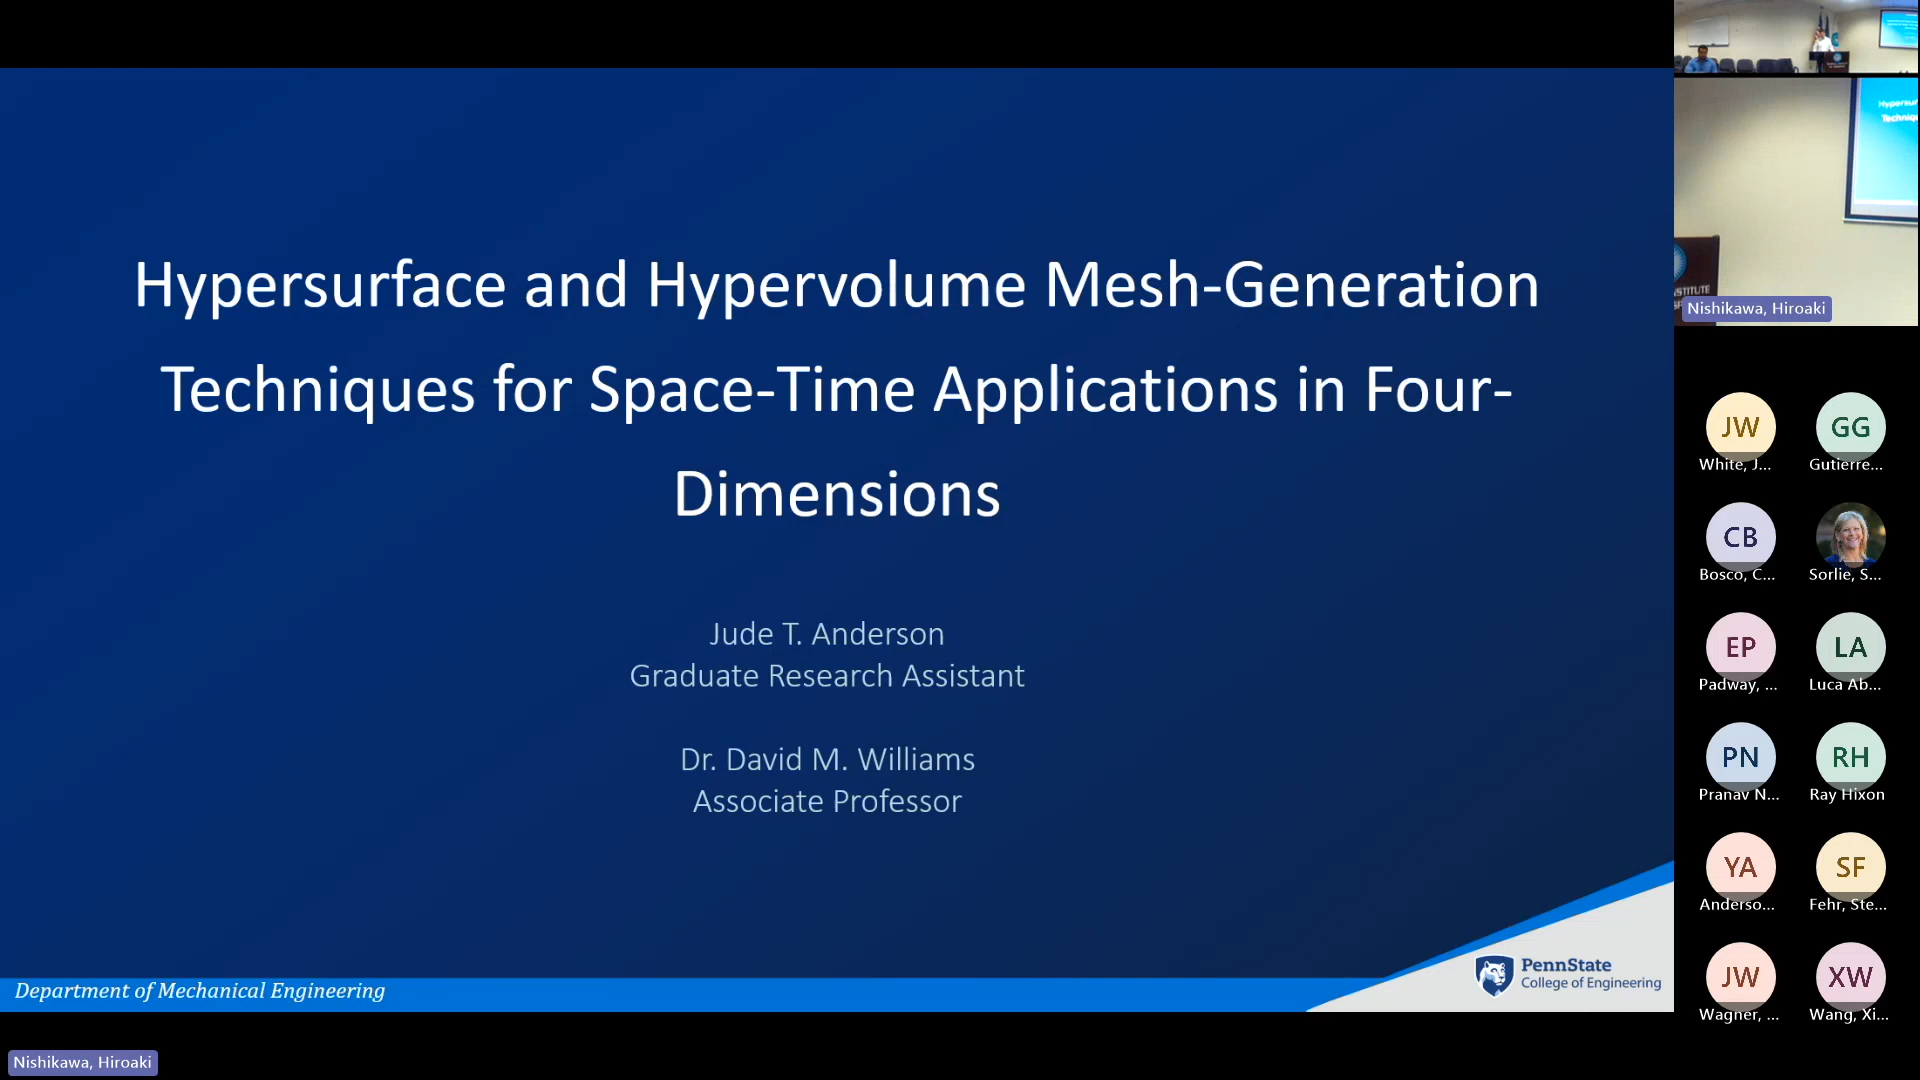 Hypersurface and Hypervolume Mesh-Generation
Techniques for Space-Time Applications in Four-
Dimensions
Jude T. Anderson
Graduate Research Assistant
Dr. David M. Williams
Associate Professor
Department of Mechanical Engineering
PennState
College of Engineering
Nishikawa, Hiroaki
Hypersur
Techniqu
STITUTE
Nishikawa, Hiroaki
JW
White, J...
GG
Gutierre...
CB
Bosco, C...
Sorlie, S...
EP
Padway, ...
LA
Luca Ab...
PN
Pranav N...
RH
Ray Hixon
YA
Anderso...
SF
Fehr, Ste...
JW
Wagner, ...
XW
Wang, Xi...